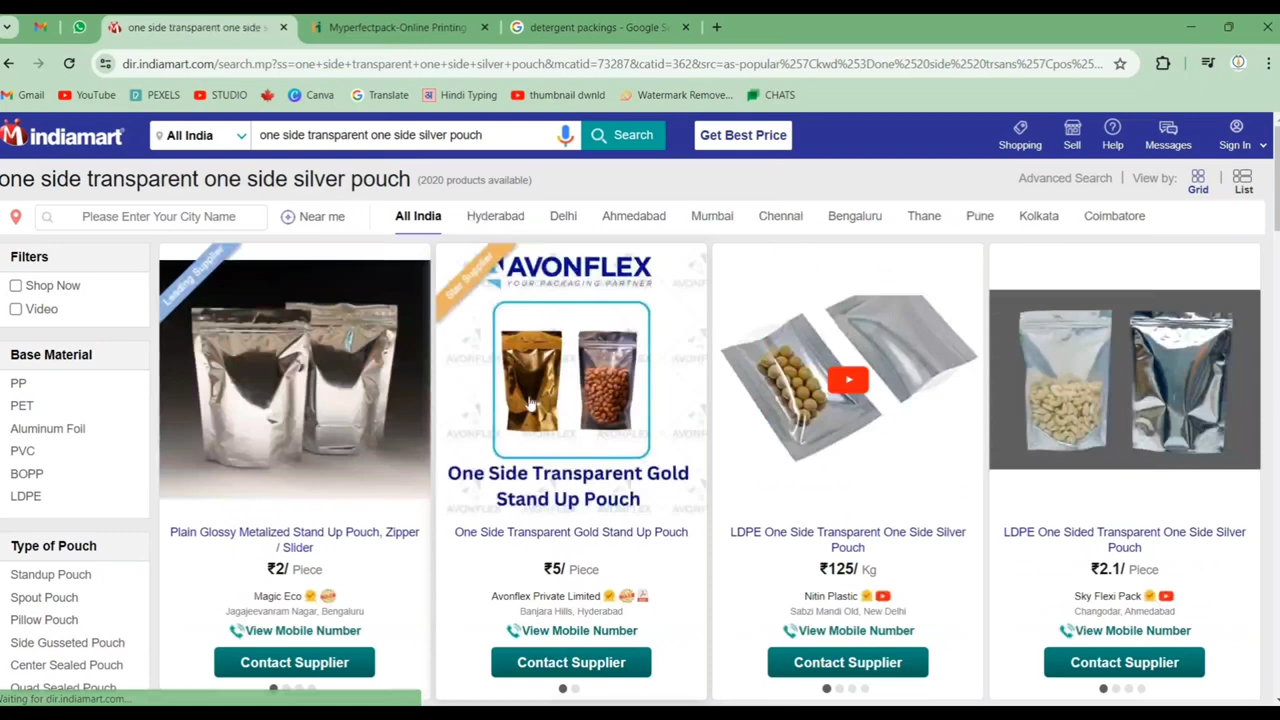 one side transparent one side s
Myperfectpack-Online Printing
detergent packings - Google Se
dir.indiamart.com/search.mp?ss=one+side+transparent+one+side+silver+pouch&mcatid=73287&catid=362&src=as-popular%257Ckwd%253Done%2520side%2520trsans%257Cpos%25...
Gmail YouTube PEXELS STUDIO Canva Translate Hindi Typing thumbnail dwnld Watermark Remove... CHATS
indiamart All India one side transparent one side silver pouch Search Get Best Price Shopping Sell Help Messages Sign In
one side transparent one side silver pouch (2020 products available) Advanced Search View by: Grid List
Please Enter Your City Name Near me All India Hyderabad Delhi Ahmedabad Mumbai Chennai Bengaluru Thane Pune Kolkata Coimbatore
Filters
Shop Now
Video
Base Material
PP
PET
Aluminum Foil
PVC
BOPP
LDPE
Type of Pouch
Standup Pouch
Spout Pouch
Pillow Pouch
Side Gusseted Pouch
Center Sealed Pouch
Quad Sealed Pouch
Waiting for dir.indiamart.com...
Leading Supplier
Plain Glossy Metalized Stand Up Pouch, Zipper
/ Slider
₹2/ Piece
Magic Eco
Jagajeevanram Nagar, Bengaluru
View Mobile Number
Contact Supplier
Star Supplier
AVONFLEX
YOUR PACKAGING PARTNER
One Side Transparent Gold
Stand Up Pouch
One Side Transparent Gold Stand Up Pouch
₹5/ Piece
Avonflex Private Limited
Banjara Hills, Hyderabad
View Mobile Number
Contact Supplier
LDPE One Side Transparent One Side Silver
Pouch
₹125/ Kg
Nitin Plastic
Sabzi Mandi Old, New Delhi
View Mobile Number
Contact Supplier
LDPE One Sided Transparent One Side Silver
Pouch
₹2.1/ Piece
Sky Flexi Pack
Changodar, Ahmedabad
View Mobile Number
Contact Supplier